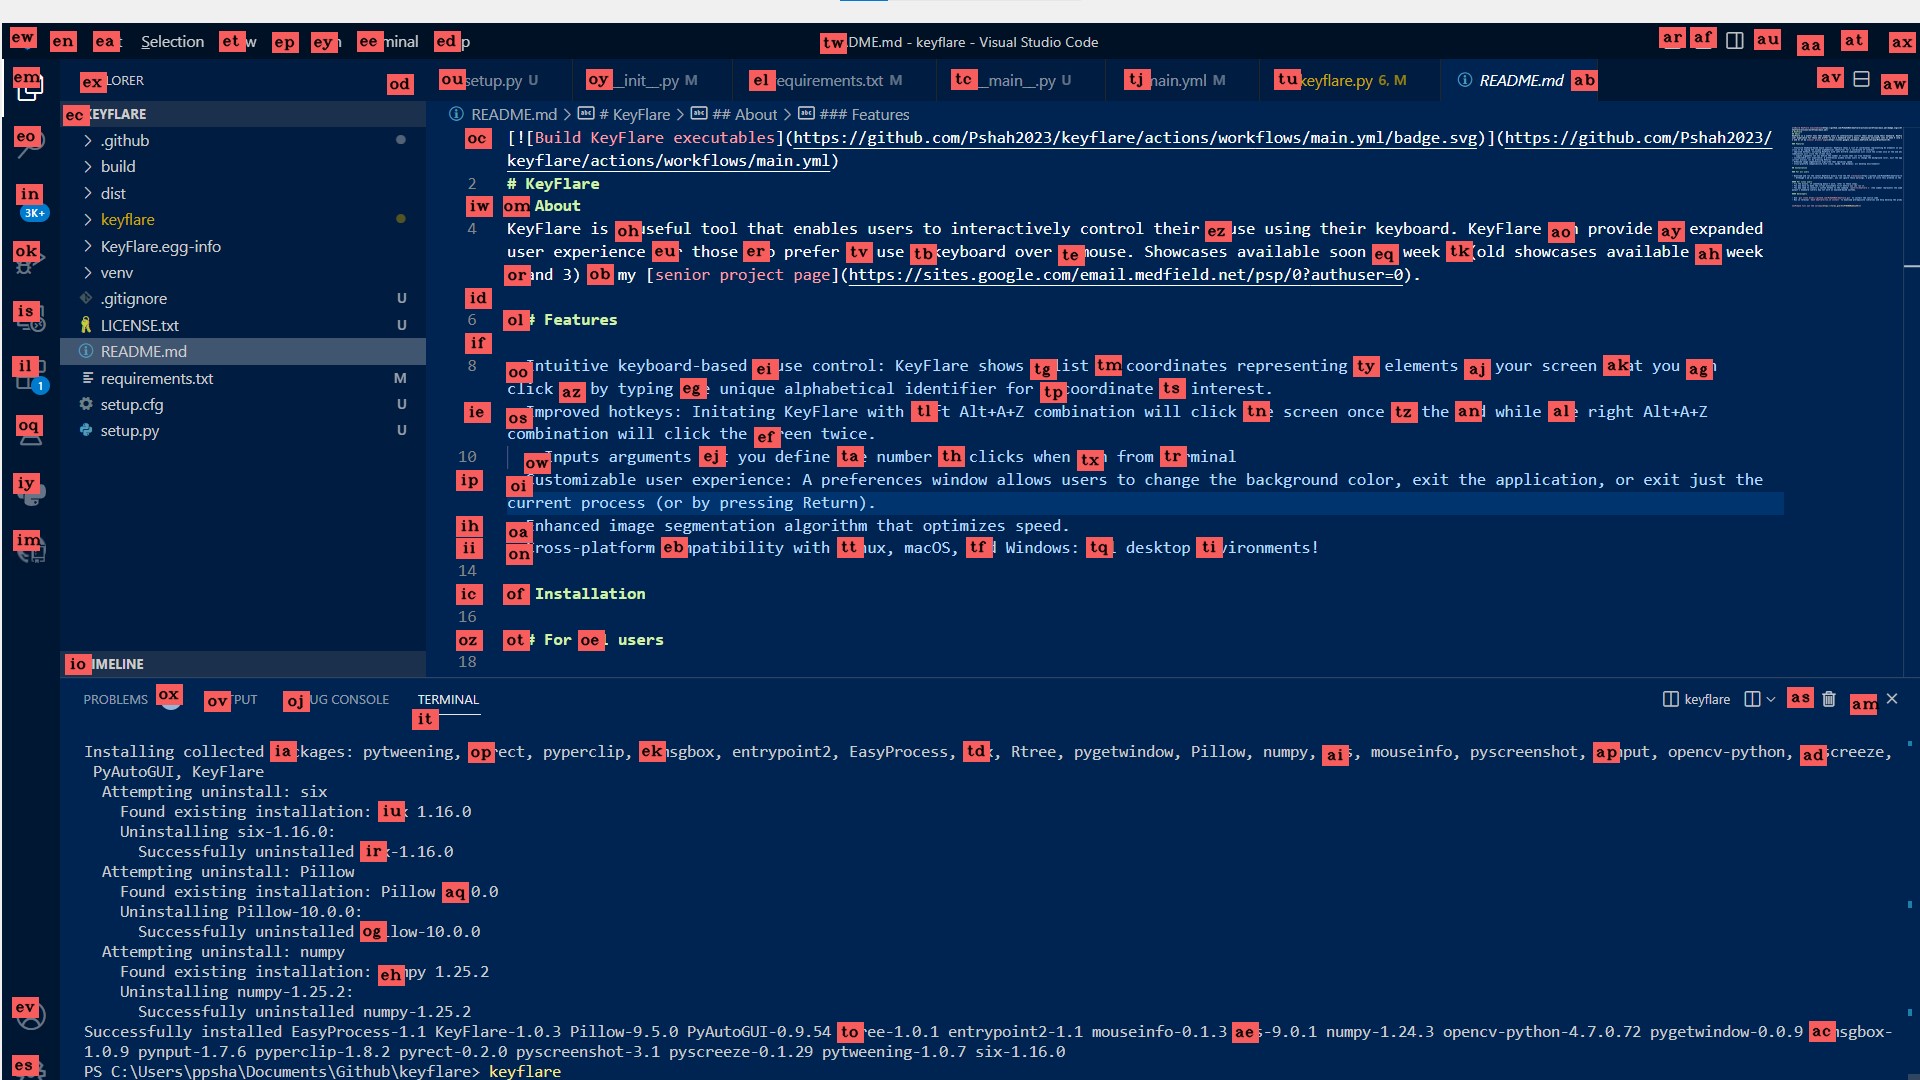 ew en ea Selection et w ep ey ee minal ed p
tw DME.md - keyflare - Visual Studio Code
ar af au aa at ax
em ex LORER od
ou setup.py U oy __init__.py M el equirements.txt M tc __main__.py U tj main.yml M tu keyflare.py 6, M README.md ab av aw
ec KEYFLARE
README.md > # KeyFlare > ## About > ### Features
eo .github
build
in dist
3K+
keyflare
ok KeyFlare.egg-info
venv
.gitignore U
is LICENSE.txt U
README.md
il requirements.txt M
1
setup.cfg U
oq setup.py U
iy
im
io IMELINE
oc [![Build KeyFlare executables](https://github.com/Pshah2023/keyflare/actions/workflows/main.yml/badge.svg)](https://github.com/Pshah2023/
keyflare/actions/workflows/main.yml)
2 # KeyFlare
iw om About
4 KeyFlare is oh useful tool that enables users to interactively control their ez use using their keyboard. KeyFlare ao n provide ay expanded
user experience eu r those er o prefer tv use tb keyboard over te mouse. Showcases available soon eq week tk (old showcases available ah week
or and 3) ob my [senior project page](https://sites.google.com/email.medfield.net/psp/0?authuser=0).
id
6 ol # Features
if
8 oo Intuitive keyboard-based ei use control: KeyFlare shows tg list tm coordinates representing ty elements aj your screen ak at you ag n
click az by typing eg e unique alphabetical identifier for tp coordinate ts interest.
ie os Improved hotkeys: Initating KeyFlare with tl ft Alt+A+Z combination will click tn e screen once tz the an d while al e right Alt+A+Z
combination will click the ef reen twice.
10 ow Inputs arguments ej t you define ta e number th clicks when tx n from tr rminal
ip oi Customizable user experience: A preferences window allows users to change the background color, exit the application, or exit just the
current process (or by pressing Return).
ih oa Enhanced image segmentation algorithm that optimizes speed.
ii on ross-platform eb mpatibility with tt nux, macOS, tf d Windows: tq l desktop ti vironments!
14
ic of Installation
16
oz ot # For oe l users
18
PROBLEMS ox ov TPUT oj UG CONSOLE TERMINAL it keyflare as am
Installing collected ia ckages: pytweening, op rect, pyperclip, ek msgbox, entrypoint2, EasyProcess, td k, Rtree, pygetwindow, Pillow, numpy, ai s, mouseinfo, pyscreenshot, ap nput, opencv-python, ad screeze,
PyAutoGUI, KeyFlare
Attempting uninstall: six
Found existing installation: iu x 1.16.0
Uninstalling six-1.16.0:
Successfully uninstalled ir x-1.16.0
Attempting uninstall: Pillow
Found existing installation: Pillow aq 0.0
Uninstalling Pillow-10.0.0:
Successfully uninstalled og llow-10.0.0
Attempting uninstall: numpy
Found existing installation: eh mpy 1.25.2
Uninstalling numpy-1.25.2:
Successfully uninstalled numpy-1.25.2
ev
Successfully installed EasyProcess-1.1 KeyFlare-1.0.3 Pillow-9.5.0 PyAutoGUI-0.9.54 to ree-1.0.1 entrypoint2-1.1 mouseinfo-0.1.3 ae s-9.0.1 numpy-1.24.3 opencv-python-4.7.0.72 pygetwindow-0.0.9 ac msgbox-
1.0.9 pynput-1.7.6 pyperclip-1.8.2 pyrect-0.2.0 pyscreenshot-3.1 pyscreeze-0.1.29 pytweening-1.0.7 six-1.16.0
es PS C:\Users\ppsha\Documents\Github\keyflare> keyflare